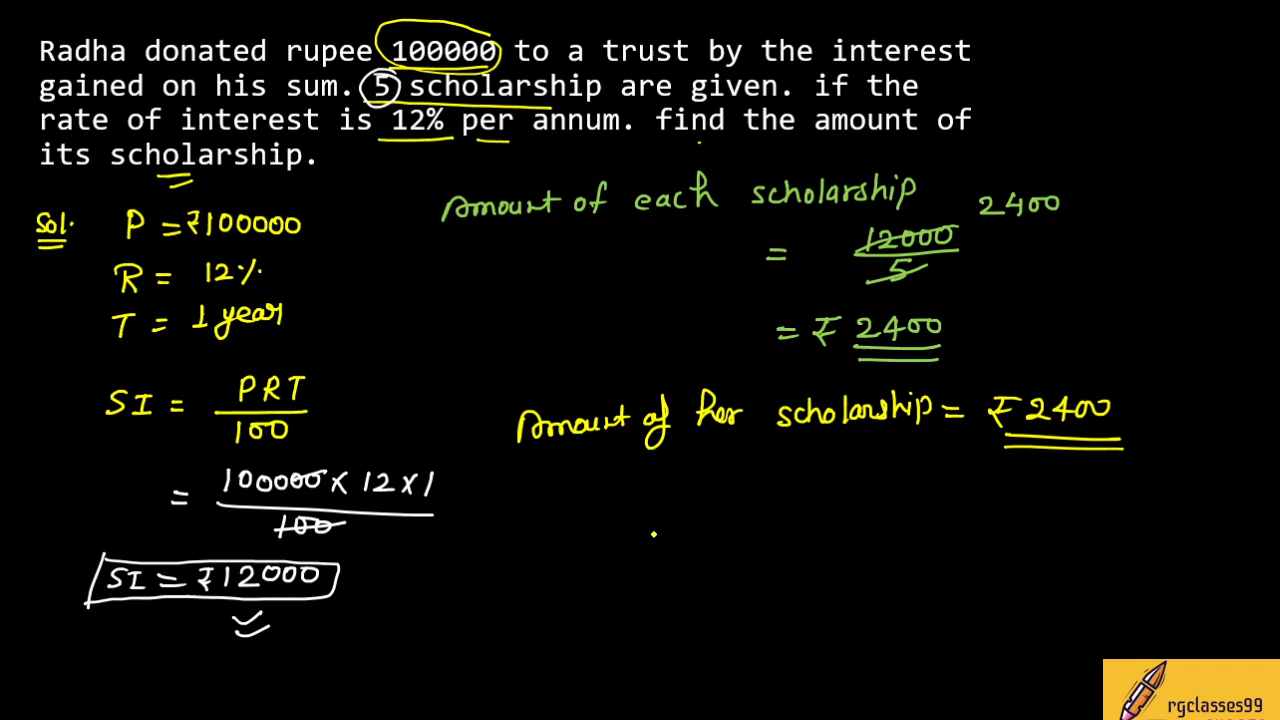 Radha donated rupee 100000 to a trust by the interest
gained on his sum. 5 scholarship are given. if the
rate of interest is 12% per annum. find the amount of
its scholarship.
Sol. P = ₹100000
R = 12%
T = 1 year
SI = PRT
100
= 100000 x 12 x 1
100
SI = ₹12000
Amount of each scholarship
= 12000 2400
5
= ₹ 2400
Amount of her scholarship = ₹2400
rgclasses99